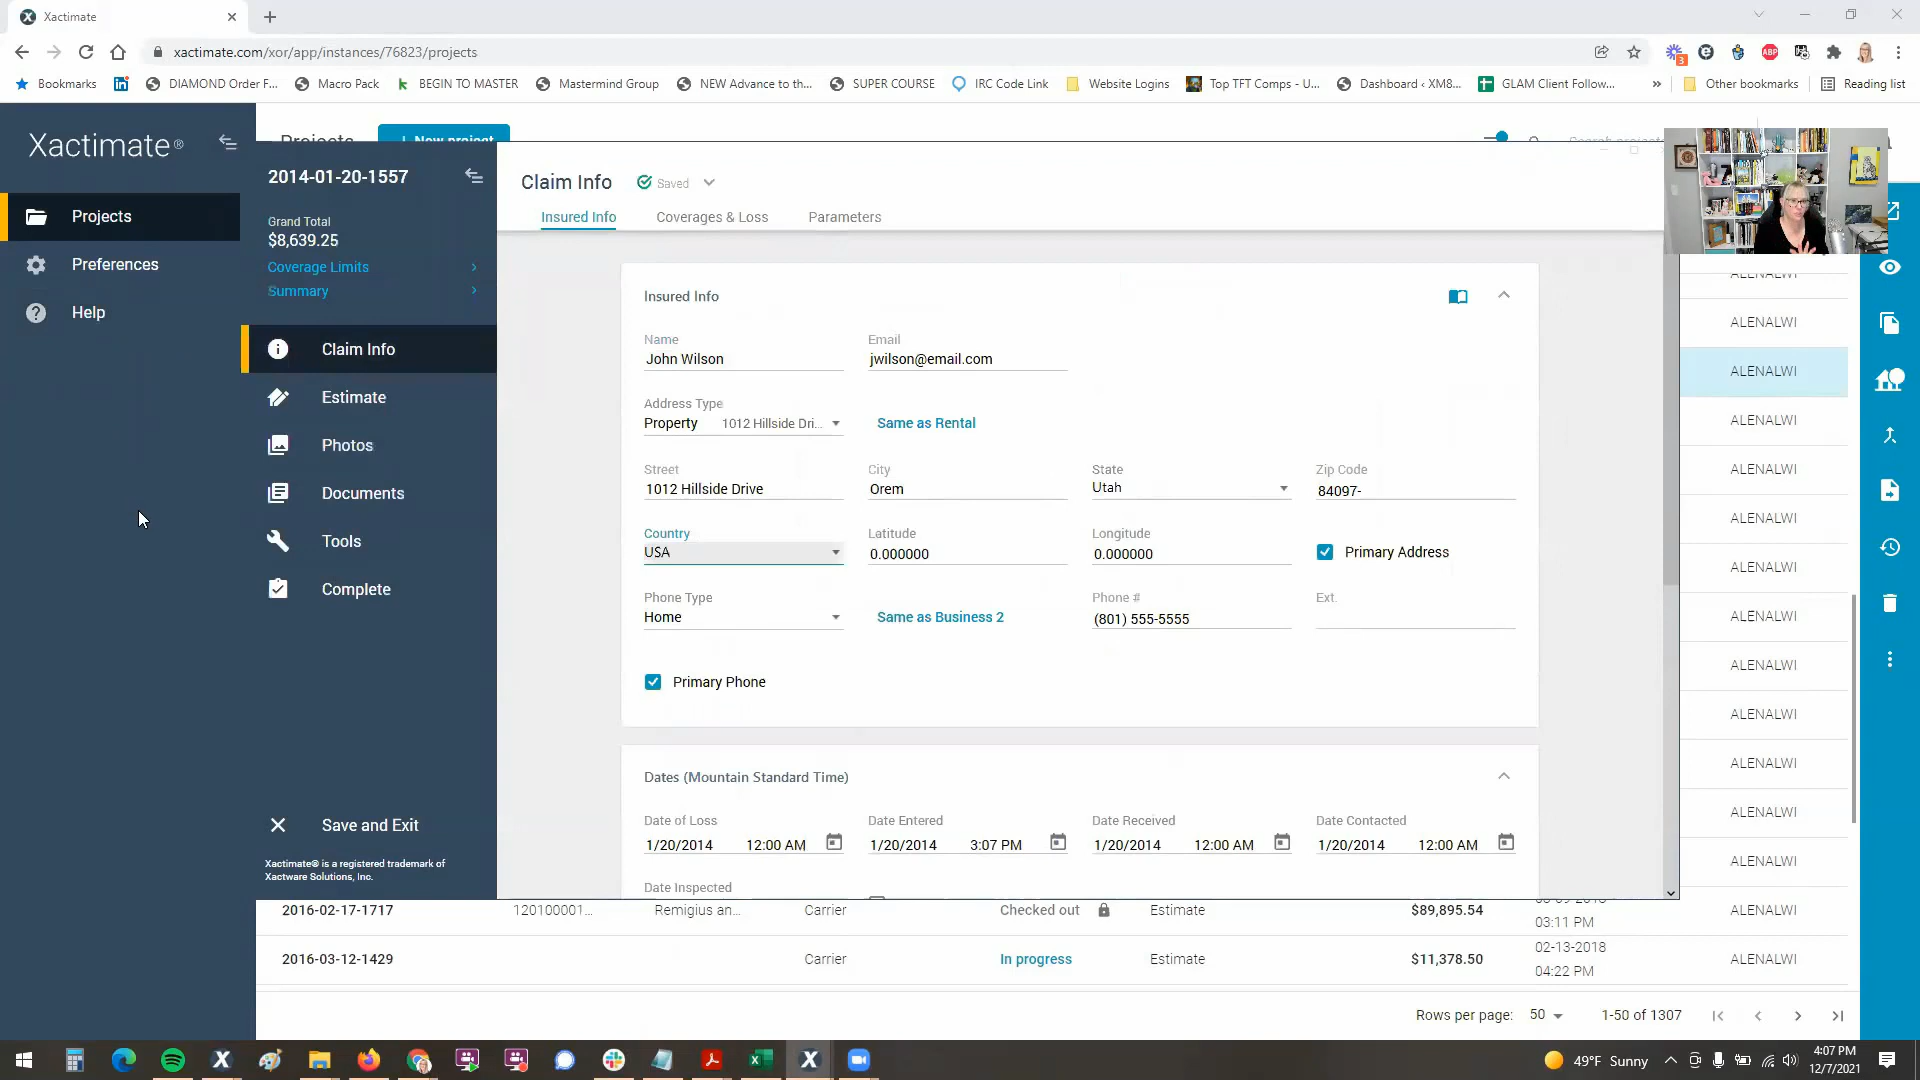 Xactimate
xactimate.com/xor/app/instances/76823/projects
3
ABP
Bookmarks
DIAMOND Order F...
Macro Pack
BEGIN TO MASTER
Mastermind Group
NEW Advance to th...
SUPER COURSE
IRC Code Link
Website Logins
Top TFT Comps - U...
Dashboard ‹ XM8...
GLAM Client Follow...
»
Other bookmarks
Reading list
Xactimate®
Projects
Preferences
Help
Projects
+ New project
Search projects
2014-01-20-1557
Grand Total
$8,639.25
Coverage Limits
Summary
Claim Info
Estimate
Photos
Documents
Tools
Complete
Save and Exit
Xactimate® is a registered trademark of
Xactware Solutions, Inc.
Claim Info
Saved
Insured Info
Coverages & Loss
Parameters
Insured Info
Name
John Wilson
Email
jwilson@email.com
Address Type
Property 1012 Hillside Dri...
Same as Rental
Street
1012 Hillside Drive
City
Orem
State
Utah
Zip Code
84097-
Country
USA
Latitude
0.000000
Longitude
0.000000
Primary Address
Phone Type
Home
Same as Business 2
Phone #
(801) 555-5555
Ext.
Primary Phone
Dates (Mountain Standard Time)
Date of Loss
1/20/2014 12:00 AM
Date Entered
1/20/2014 3:07 PM
Date Received
1/20/2014 12:00 AM
Date Contacted
1/20/2014 12:00 AM
Date Inspected
ALENALWI
ALENALWI
ALENALWI
ALENALWI
ALENALWI
ALENALWI
ALENALWI
ALENALWI
ALENALWI
ALENALWI
ALENALWI
ALENALWI
ALENALWI
2016-02-17-1717 120100001... Remigius an... Carrier Checked out Estimate $89,895.54 03:11 PM ALENALWI
2016-03-12-1429 Carrier In progress Estimate $11,378.50 02-13-2018 04:22 PM ALENALWI
Rows per page: 50 1-50 of 1307
49°F Sunny
4:07 PM
12/7/2021